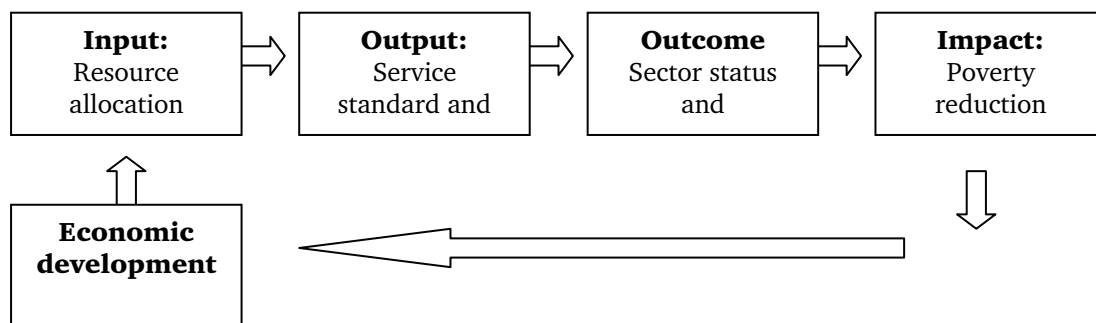 Input:
Resource
allocation
Output:
Service
standard and
Outcome
Sector status
and
Impact:
Poverty
reduction
Economic
development